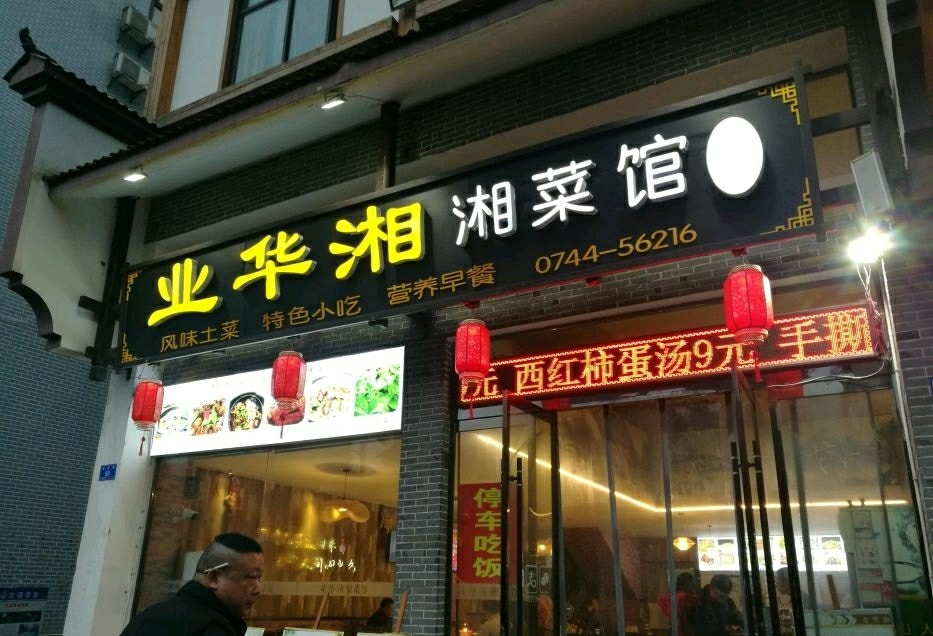 业华湘 湘菜馆
风味土菜 特色小吃 营养早餐 0744-56216
元 西红柿蛋汤9元 手撕
停车吃饭